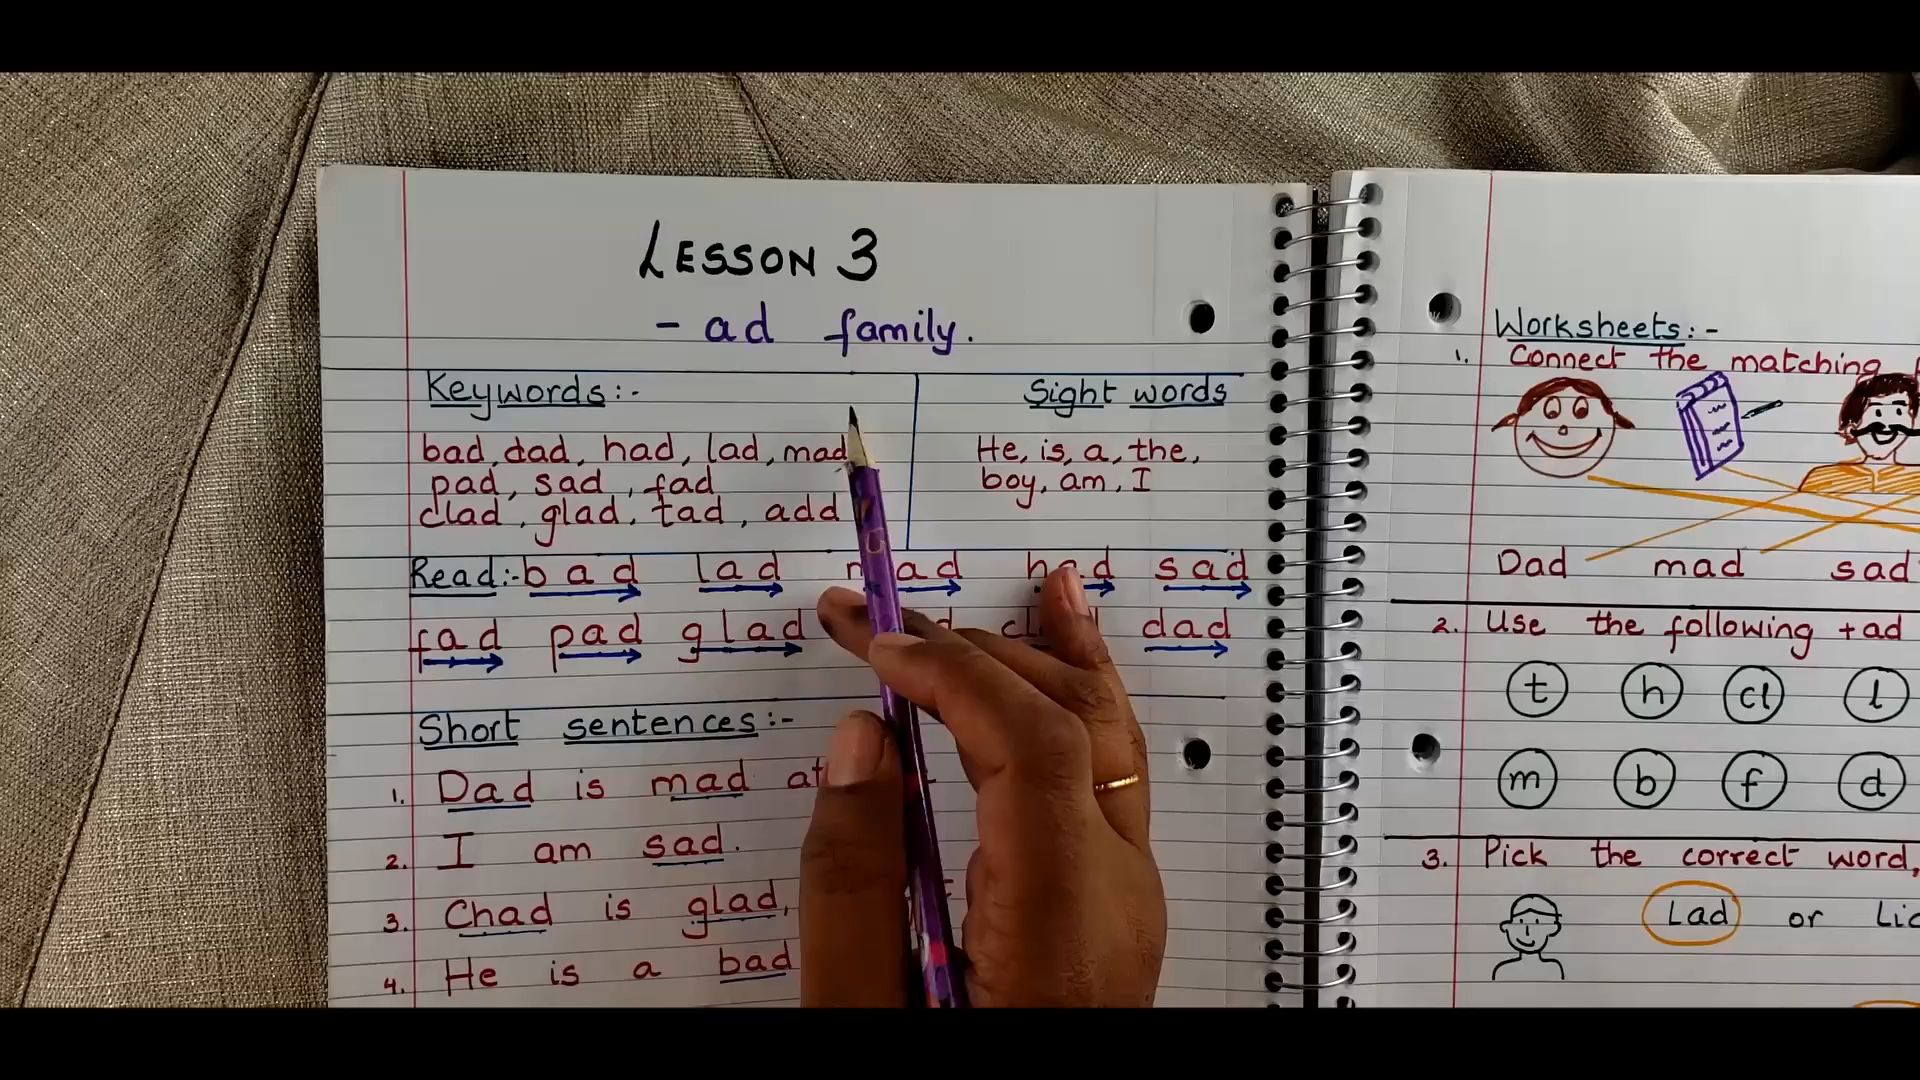 LESSON 3
- ad family.
Keywords:-
bad, dad, had, lad, mad
pad, sad, fad
clad, glad, tad, add
Sight words
He, is, a, the,
boy, am, I
Read:- bad lad mad had sad
fad pad glad dad
Short sentences:-
1. Dad is mad at
2. I am sad.
3. Chad is glad,
4. He is a bad
Worksheets:-
1. Connect the matching
Dad mad sad
2. Use the following +ad
t h cl l
m b f d
3. Pick the correct word,
Lad or